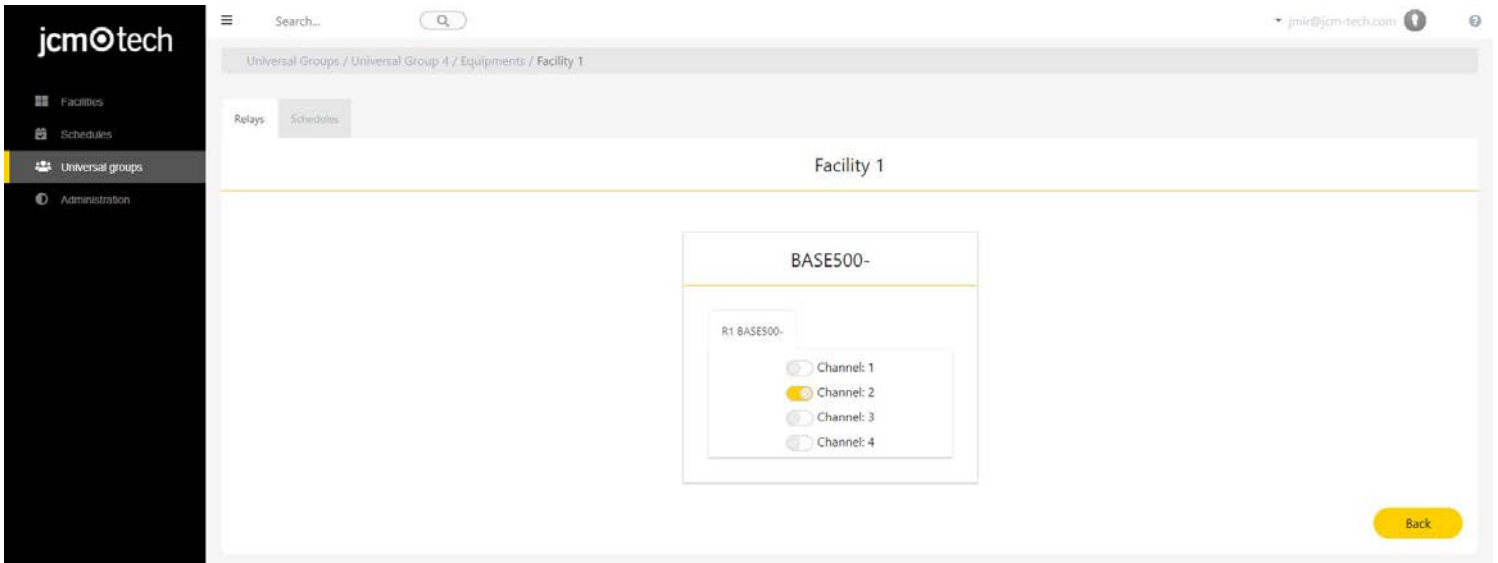 jcm tech
Search...
jmir@jcm-tech.com
Universal Groups / Universal Group 4 / Equipments / Facility 1
Facilities
Schedules
Universal groups
Administration
Relays
Schedules
Facility 1
BASE500-
R1 BASE500-
Channel: 1
Channel: 2
Channel: 3
Channel: 4
Back